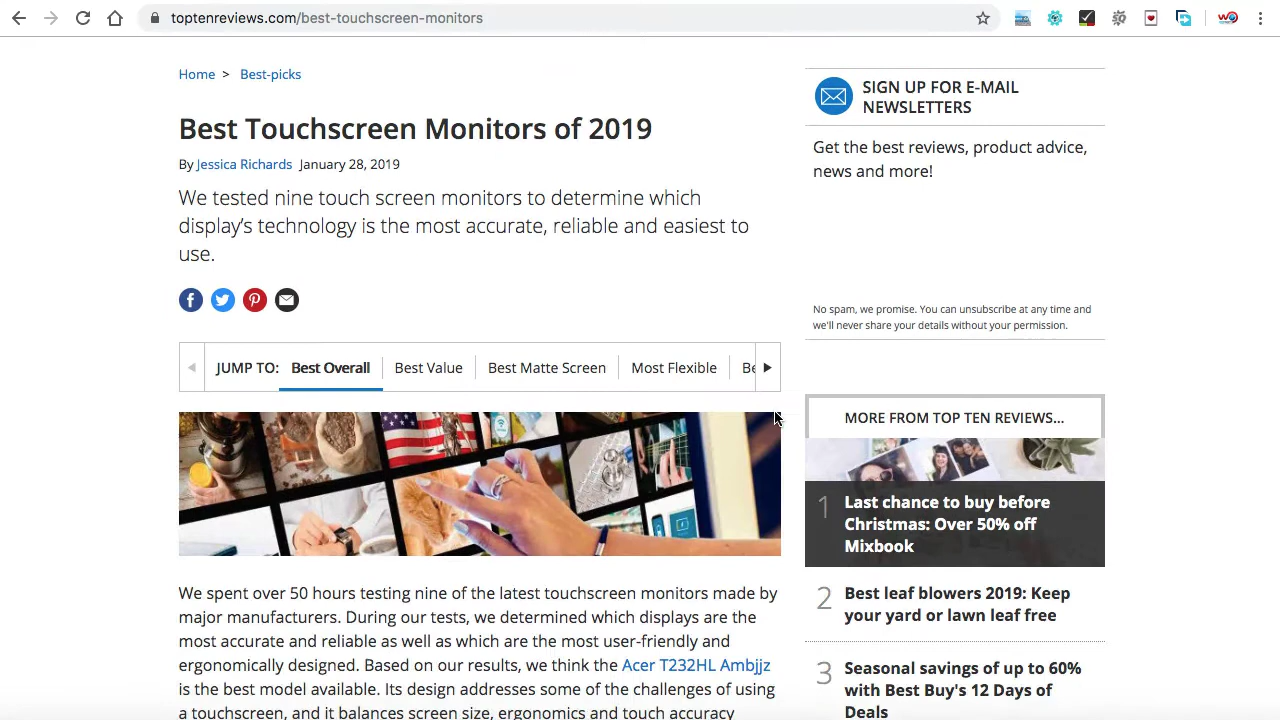 toptenreviews.com/best-touchscreen-monitors
Home > Best-picks
Best Touchscreen Monitors of 2019
By Jessica Richards January 28, 2019
We tested nine touch screen monitors to determine which
display's technology is the most accurate, reliable and easiest to
use.
JUMP TO: Best Overall Best Value Best Matte Screen Most Flexible Be
We spent over 50 hours testing nine of the latest touchscreen monitors made by
major manufacturers. During our tests, we determined which displays are the
most accurate and reliable as well as which are the most user-friendly and
ergonomically designed. Based on our results, we think the Acer T232HL Ambjjz
is the best model available. Its design addresses some of the challenges of using
a touchscreen, and it balances screen size, ergonomics and touch accuracy
SIGN UP FOR E-MAIL
NEWSLETTERS
Get the best reviews, product advice,
news and more!
No spam, we promise. You can unsubscribe at any time and
we'll never share your details without your permission.
MORE FROM TOP TEN REVIEWS...
1 Last chance to buy before
Christmas: Over 50% off
Mixbook
2 Best leaf blowers 2019: Keep
your yard or lawn leaf free
3 Seasonal savings of up to 60%
with Best Buy's 12 Days of
Deals